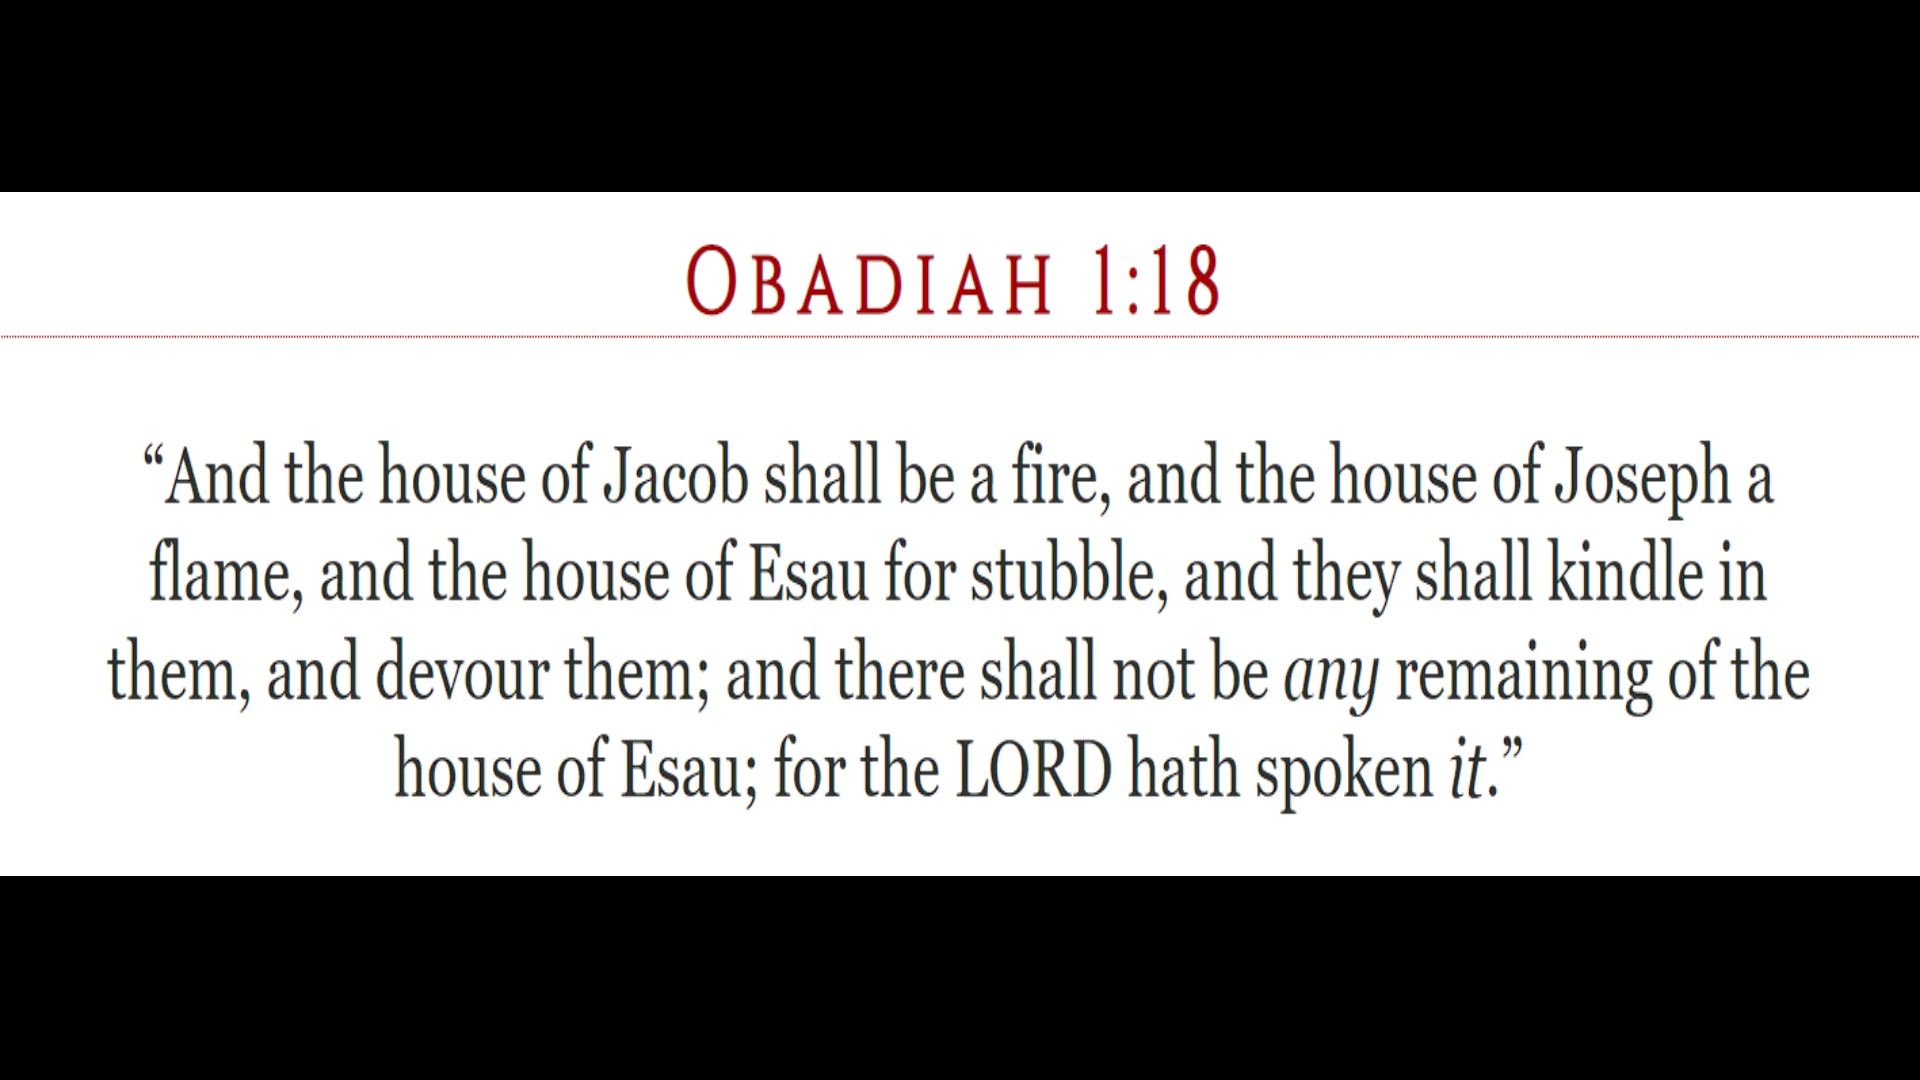 OBADIAH 1:18
“And the house of Jacob shall be a fire, and the house of Joseph a
flame, and the house of Esau for stubble, and they shall kindle in
them, and devour them; and there shall not be any remaining of the
house of Esau; for the LORD hath spoken it.”